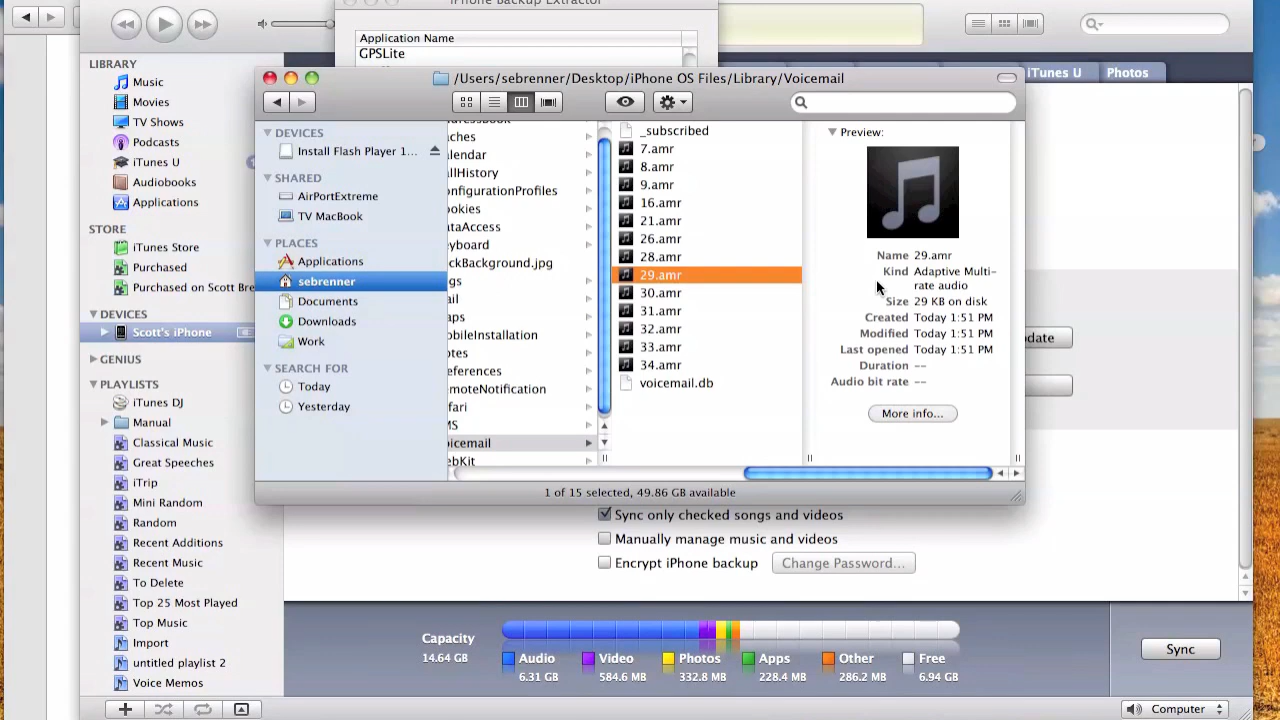 iPhone Backup Extractor
Application Name
GPSLite
LIBRARY
Music
Movies
TV Shows
Podcasts
iTunes U
Audiobooks
Applications
STORE
iTunes Store
Purchased
Purchased on Scott Bre
DEVICES
Scott's iPhone
GENIUS
PLAYLISTS
iTunes DJ
Manual
Classical Music
Great Speeches
iTrip
Mini Random
Random
Recent Additions
Recent Music
To Delete
Top 25 Most Played
Top Music
Import
untitled playlist 2
Voice Memos
iTunes U
Photos
/Users/sebrenner/Desktop/iPhone OS Files/Library/Voicemail
DEVICES
Install Flash Player 1...
SHARED
AirPortExtreme
TV MacBook
PLACES
Applications
sebrenner
Documents
Downloads
Work
SEARCH FOR
Today
Yesterday
aches
alendar
allHistory
onfigurationProfiles
ookies
ataAccess
eyboard
ckBackground.jpg
gs
ail
aps
obileInstallation
otes
eferences
emoteNotification
fari
MS
oicemail
ebKit
_subscribed
7.amr
8.amr
9.amr
16.amr
21.amr
26.amr
28.amr
29.amr
30.amr
31.amr
32.amr
33.amr
34.amr
voicemail.db
Preview:
Name 29.amr
Kind Adaptive Multi-
rate audio
Size 29 KB on disk
Created Today 1:51 PM
Modified Today 1:51 PM
Last opened Today 1:51 PM
Duration --
Audio bit rate --
More info...
1 of 15 selected, 49.86 GB available
date
Sync only checked songs and videos
Manually manage music and videos
Encrypt iPhone backup
Change Password...
Capacity
14.64 GB
Audio
6.31 GB
Video
584.6 MB
Photos
332.8 MB
Apps
228.4 MB
Other
286.2 MB
Free
6.94 GB
Sync
Computer